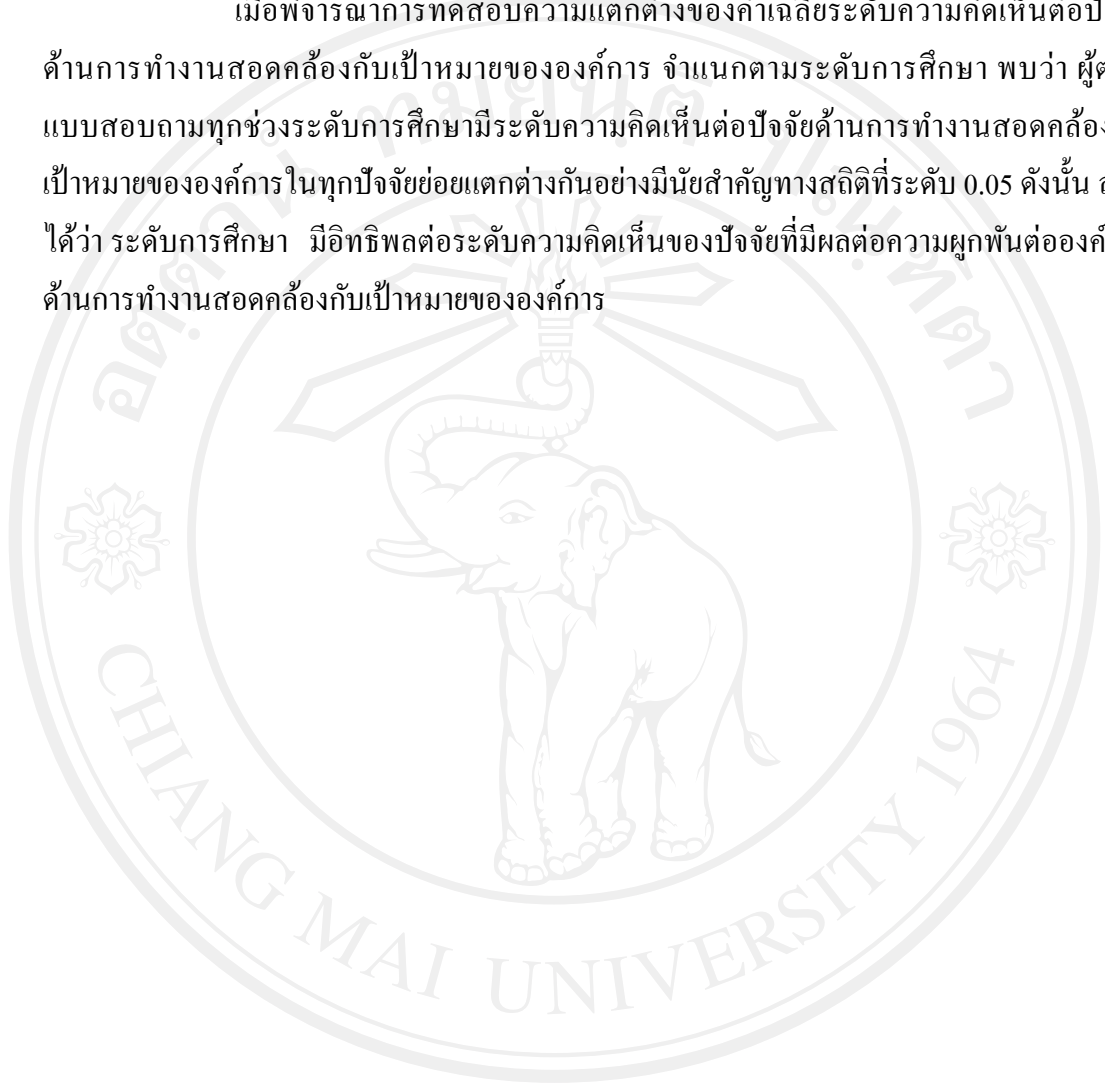 เมื่อพิจารณาการทดสอบความแตกต่างของค่าเฉลี่ยระดับความคิดเห็นต่อปั
ด้านการทำงานสอดคล้องกับเป้าหมายขององค์การ จำแนกตามระดับการศึกษา พบว่า ผู้ต
แบบสอบถามทุกช่วงระดับการศึกษามีระดับความคิดเห็นต่อปัจจัยด้านการทำงานสอดคล้อง
เป้าหมายขององค์การในทุกปัจจัยย่อยแตกต่างกันอย่างมีนัยสำคัญทางสถิติที่ระดับ 0.05 ดังนั้น ส
ได้ว่า ระดับการศึกษา มีอิทธิพลต่อระดับความคิดเห็นของปัจจัยที่มีผลต่อความผูกพันต่อองค์
ด้านการทำงานสอดคล้องกับเป้าหมายขององค์การ
อตฺตานํ ทมยนฺติ ปณฺฑิตา
CHIANG MAI UNIVERSITY 1964